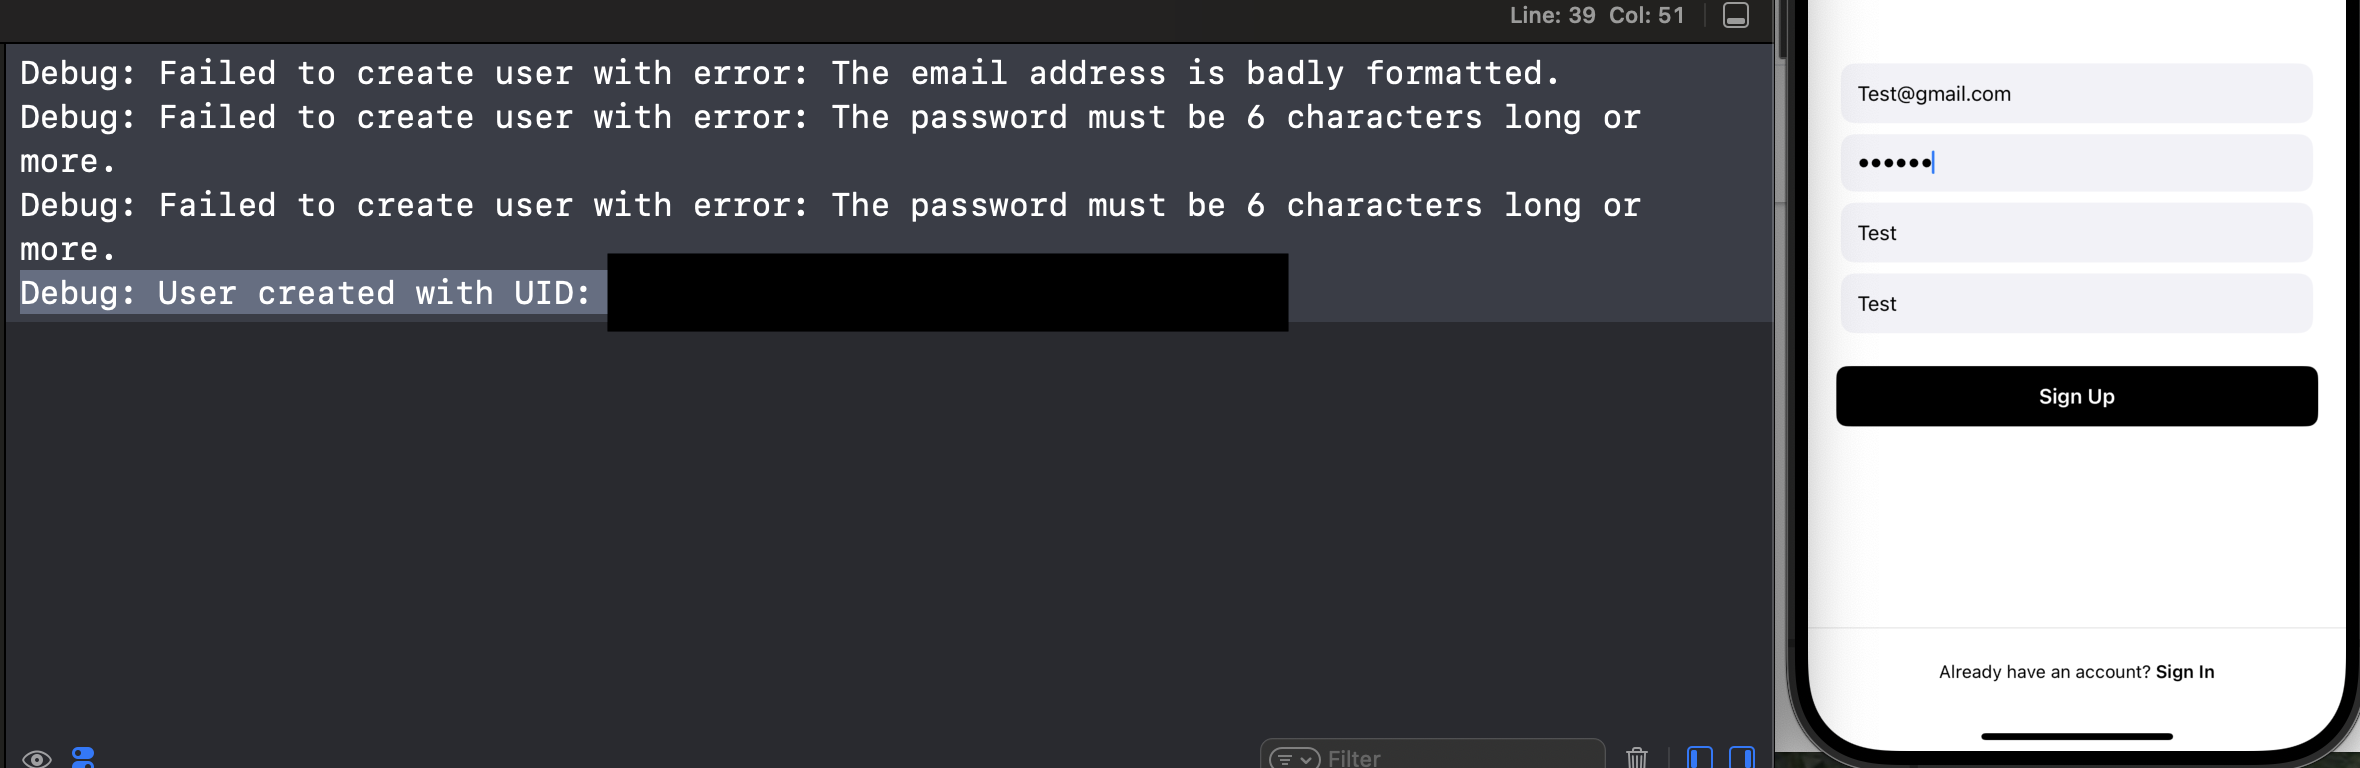 Line: 39 Col: 51
Debug: Failed to create user with error: The email address is badly formatted.
Debug: Failed to create user with error: The password must be 6 characters long or
more.
Debug: Failed to create user with error: The password must be 6 characters long or
more.
Debug: User created with UID:
Filter
Test@gmail.com
••••••
Test
Test
Sign Up
Already have an account? Sign In